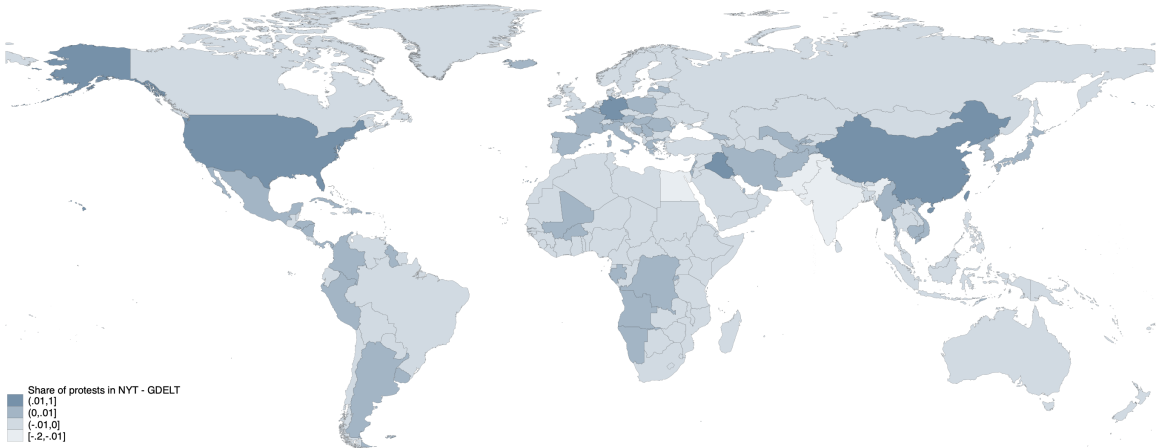 Share of protests in NYT - GDELT
(.01,1]
(0,.01]
(-.01,0]
[-.2,-.01]